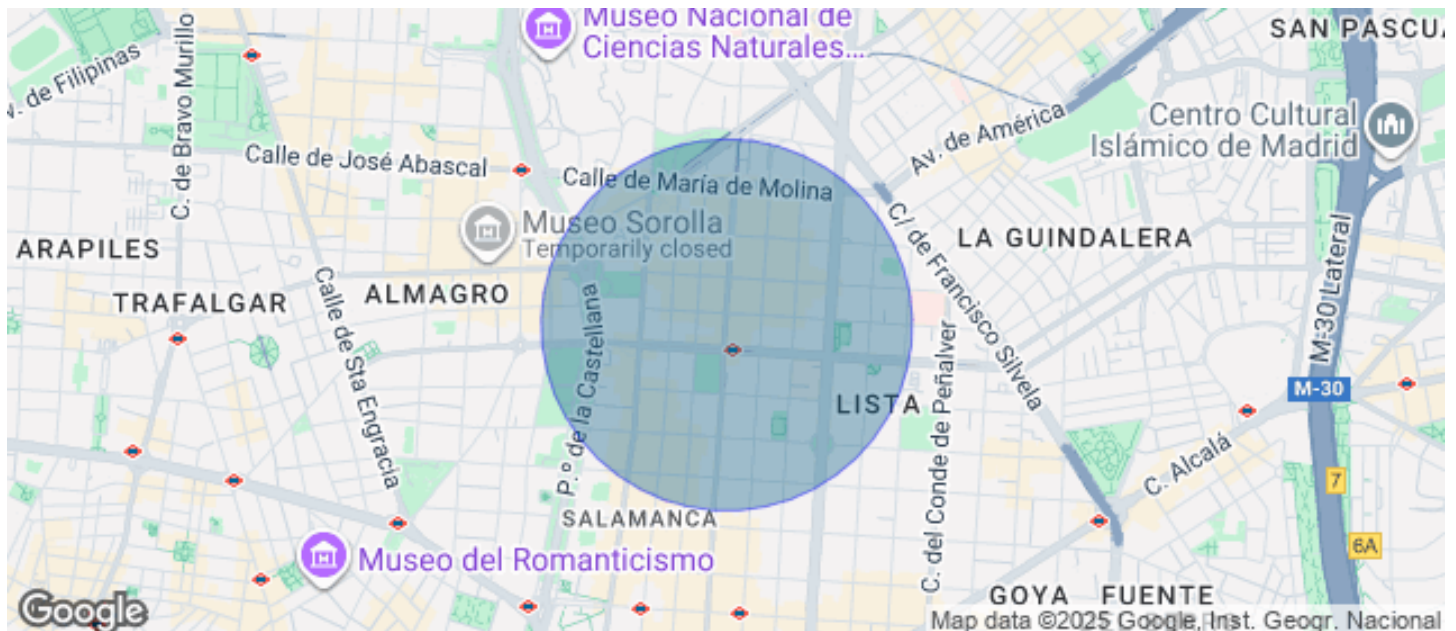 Museo Nacional de
Ciencias Naturales....
SAN PASCUA
Av. de Filipinas
C. de Bravo Murillo
Centro Cultural
Islámico de Madrid
Av. de América
Calle de José Abascal
Calle de María de Molina
Museo Sorolla
Temporarily closed
C/ de Francisco Silvela
LA GUINDALERA
M-30 Lateral
ARAPILES
TRAFALGAR
ALMAGRO
Calle de Sta Engracia
P.º de la Castellana
C. del Conde de Peñalver
M-30
LISTA
C. Alcalá
7
SALAMANCA
6A
Museo del Romanticismo
GOYA
FUENTE
Google
Map data ©2025 Google, Inst. Geogr. Nacional